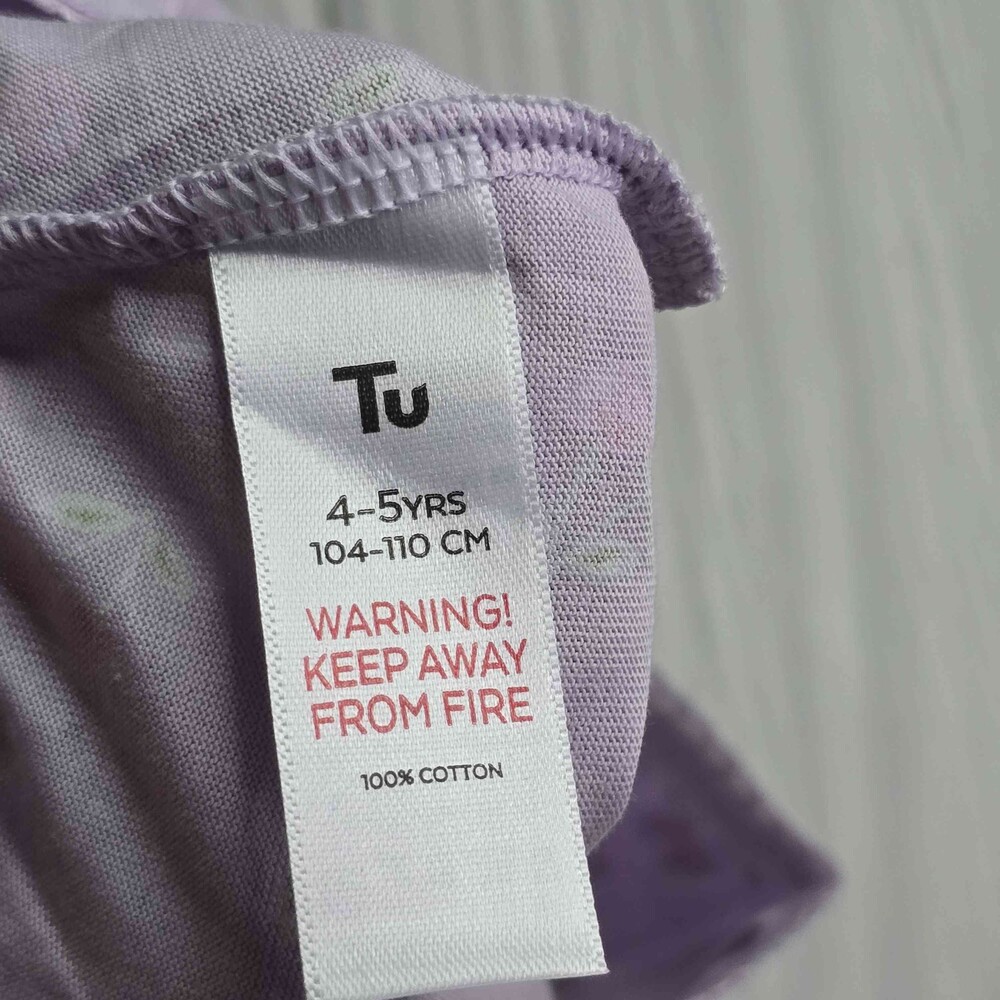 Tu
4-5YRS
104-110 CM
WARNING!
KEEP AWAY
FROM FIRE
100% COTTON